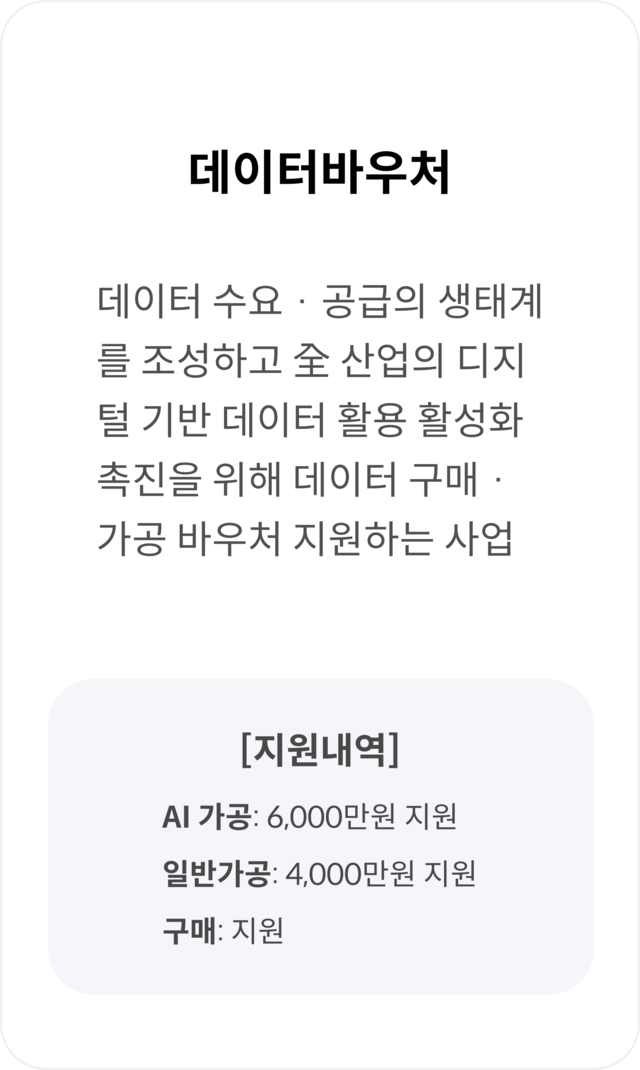 데이터바우처
데이터 수요 · 공급의 생태계
를 조성하고 全 산업의 디지
털 기반 데이터 활용 활성화
촉진을 위해 데이터 구매 ·
가공 바우처 지원하는 사업
[지원내역]
AI 가공: 6,000만원 지원
일반가공: 4,000만원 지원
구매: 지원